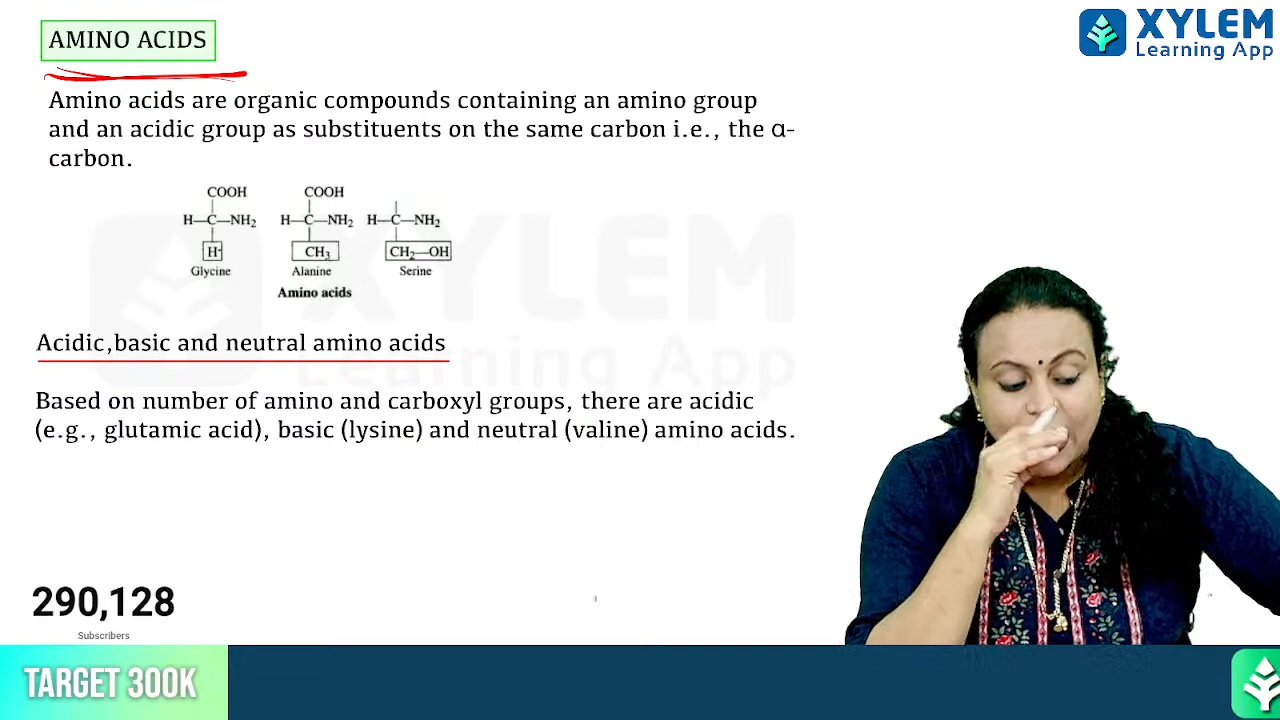 AMINO ACIDS
XYLEM
Learning App
Amino acids are organic compounds containing an amino group
and an acidic group as substituents on the same carbon i.e., the α-
carbon.
COOH COOH
H—C—NH₂ H—C—NH₂ H—C—NH₂
H CH₃ CH₂—OH
Glycine Alanine Serine
Amino acids
XYLEM
Learning App
Acidic,basic and neutral amino acids
Based on number of amino and carboxyl groups, there are acidic
(e.g., glutamic acid), basic (lysine) and neutral (valine) amino acids.
290,128
Subscribers
TARGET 300K